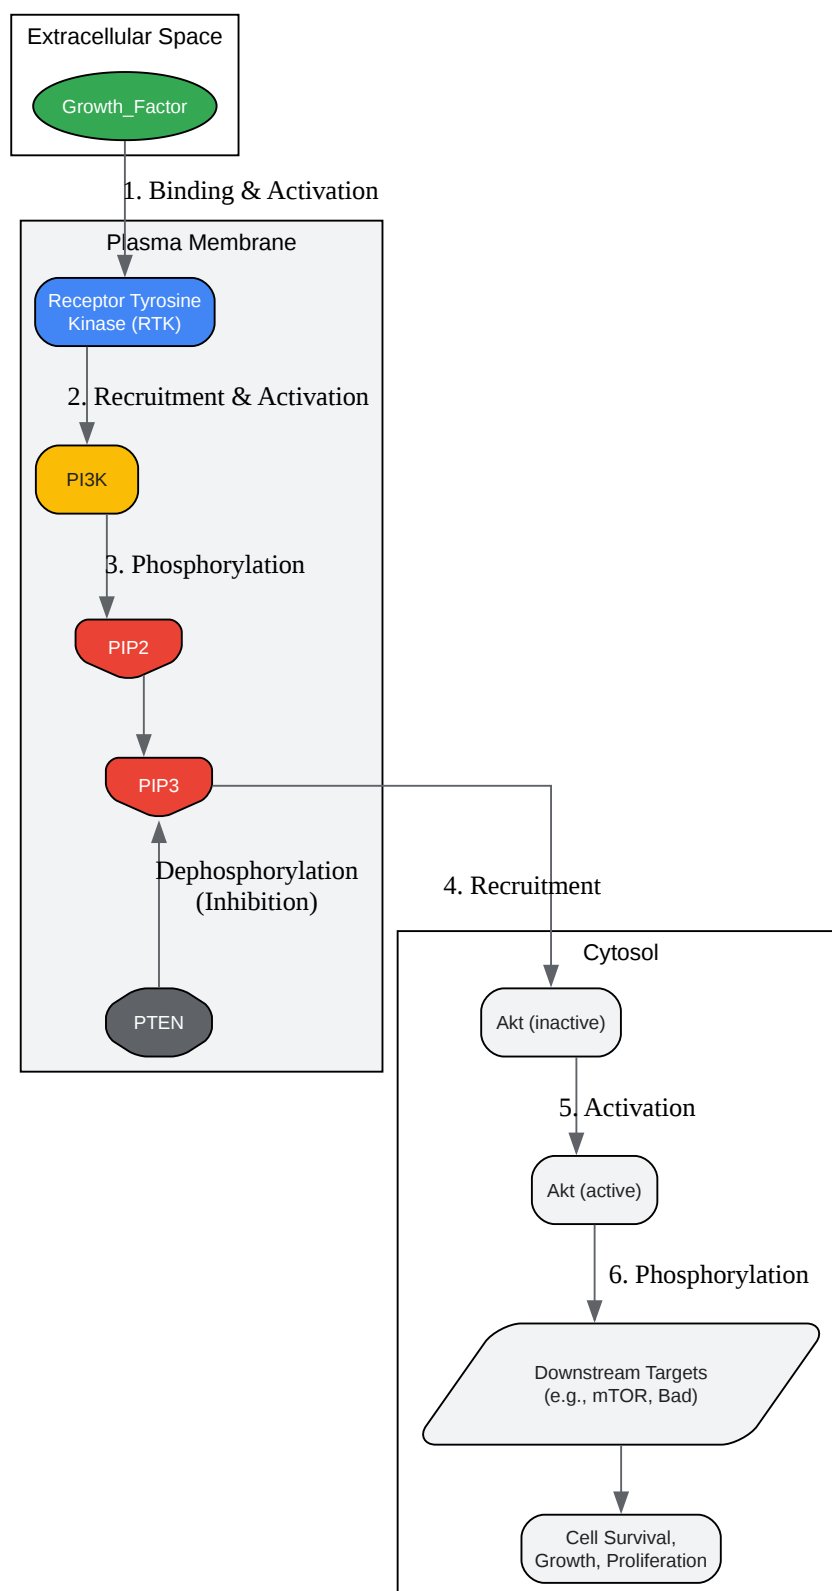 Extracellular Space
Growth_Factor
1. Binding & Activation
Plasma Membrane
Receptor Tyrosine
Kinase (RTK)
2. Recruitment & Activation
PI3K
3. Phosphorylation
PIP2
PIP3
Dephosphorylation
(Inhibition)
4. Recruitment
PTEN
Cytosol
Akt (inactive)
5. Activation
Akt (active)
6. Phosphorylation
Downstream Targets
(e.g., mTOR, Bad)
Cell Survival,
Growth, Proliferation